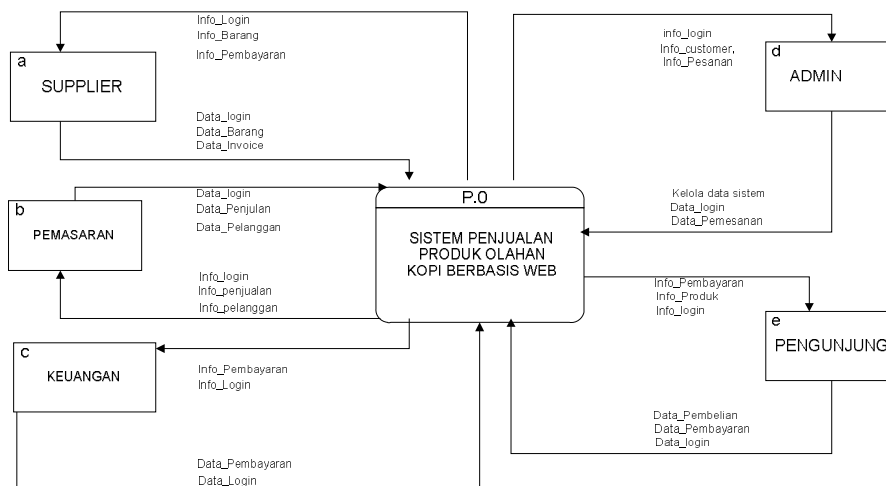 Info_Login
Info_Barang
Info_Pembayaran
a
SUPPLIER
Data_login
Data_Barang
Data_Invoice
info_login
Info_customer,
Info_Pesanan
d
ADMIN
b
PEMASARAN
Data_login
Data_Penjulan
Data_Pelanggan
P.0
SISTEM PENJUALAN
PRODUK OLAHAN
KOPI BERBASIS WEB
Kelola data sistem
Data_login
Data_Pemesanan
Info_login
Info_penjualan
Info_pelanggan
Info_Pembayaran
Info_Produk
Info_login
c
KEUANGAN
Info_Pembayaran
Info_Login
e
PENGUNJUNG
Data_Pembelian
Data_Pembayaran
Data_login
Data_Pembayaran
Data_Login